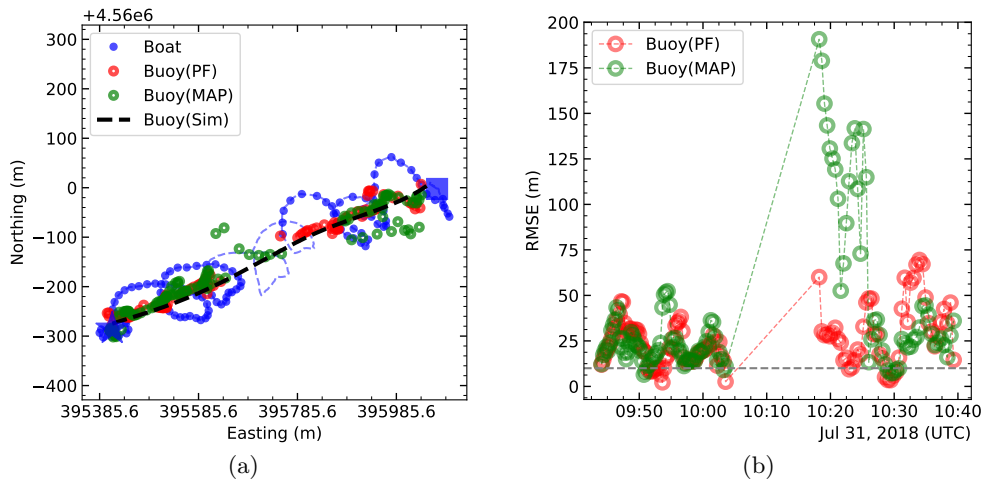 +4.56e6
300
200
100
0
−100
−200
−300
−400
Northing (m)
Boat
Buoy(PF)
Buoy(MAP)
Buoy(Sim)
395385.6 395585.6 395785.6 395985.6
Easting (m)
(a)
200
175
150
125
100
75
50
25
0
RMSE (m)
Buoy(PF)
Buoy(MAP)
09:50 10:00 10:10 10:20 10:30 10:40
Jul 31, 2018 (UTC)
(b)